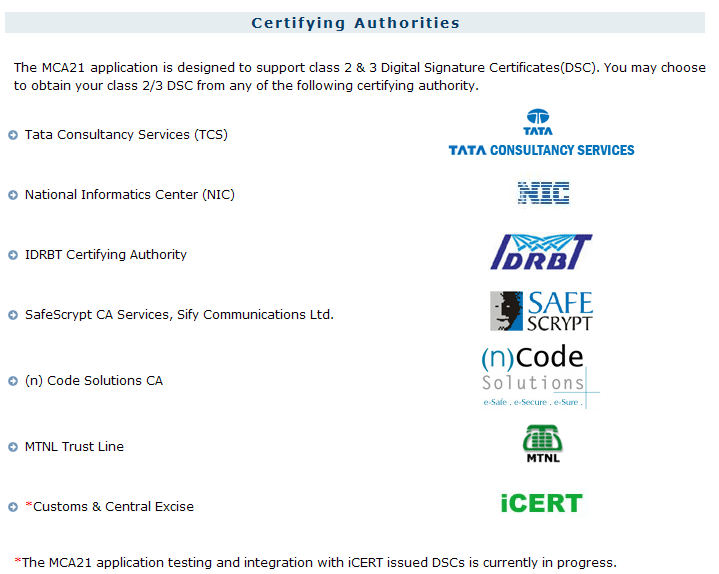 Certifying Authorities
The MCA21 application is designed to support class 2 & 3 Digital Signature Certificates(DSC). You may choose
to obtain your class 2/3 DSC from any of the following certifying authority.
TATA
Tata Consultancy Services (TCS)
TATA CONSULTANCY SERVICES
National Informatics Center (NIC)
NIC
IDRBT Certifying Authority
IDRBT
SafeScrypt CA Services, Sify Communications Ltd.
SAFE
SCRYPT
(n) Code Solutions CA
(n)Code
Solutions
e-Safe . e-Secure . e-Sure .
MTNL Trust Line
MTNL
*Customs & Central Excise
iCERT
*The MCA21 application testing and integration with iCERT issued DSCs is currently in progress.